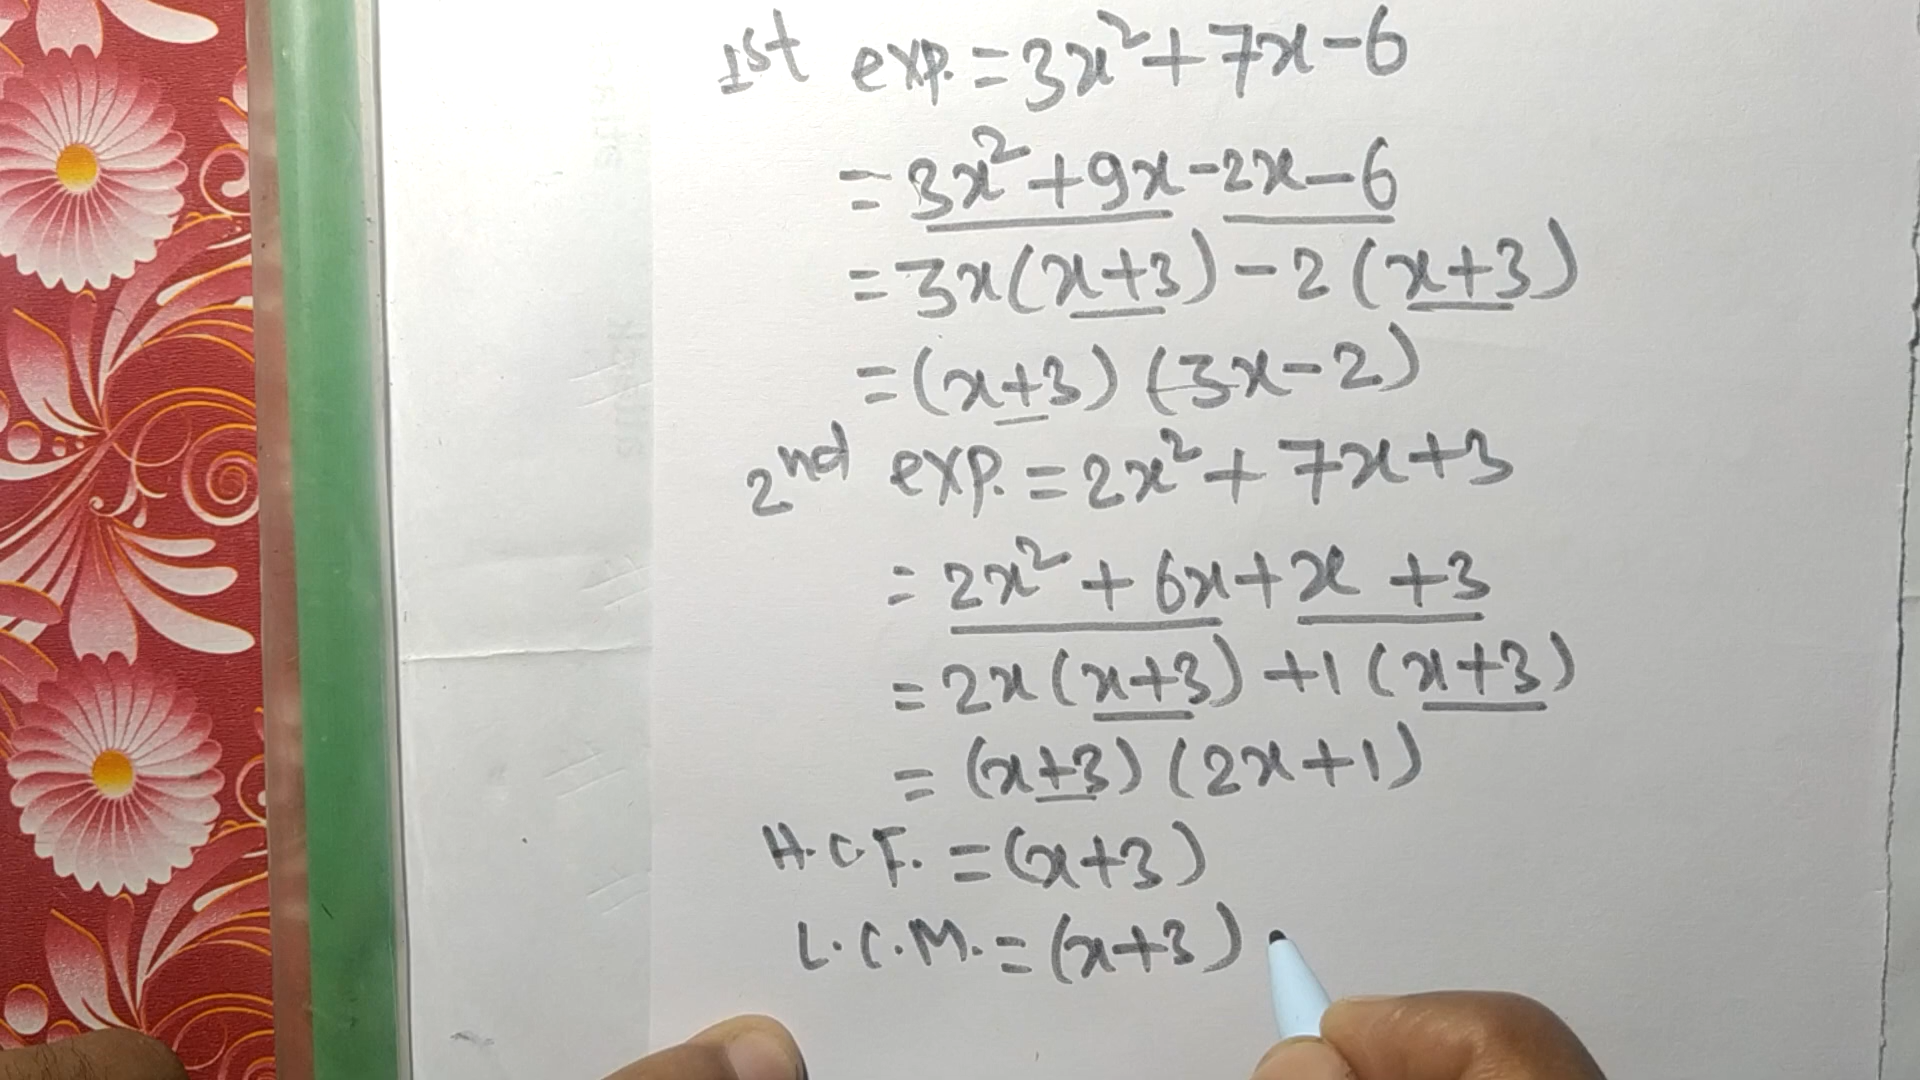 1st exp. = 3x²+7x-6
= 3x²+9x-2x-6
= 3x(x+3)-2(x+3)
= (x+3)(3x-2)
2nd exp. = 2x²+7x+3
= 2x²+6x+x+3
= 2x(x+3)+1(x+3)
= (x+3)(2x+1)
H.C.F. = (x+3)
L.C.M. = (x+3)